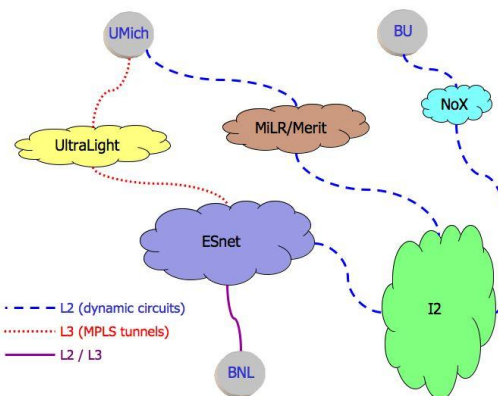 UMich
BU
NoX
MiLR/Merit
UltraLight
ESnet
I2
L2 (dynamic circuits)
L3 (MPLS tunnels)
L2 / L3
BNL